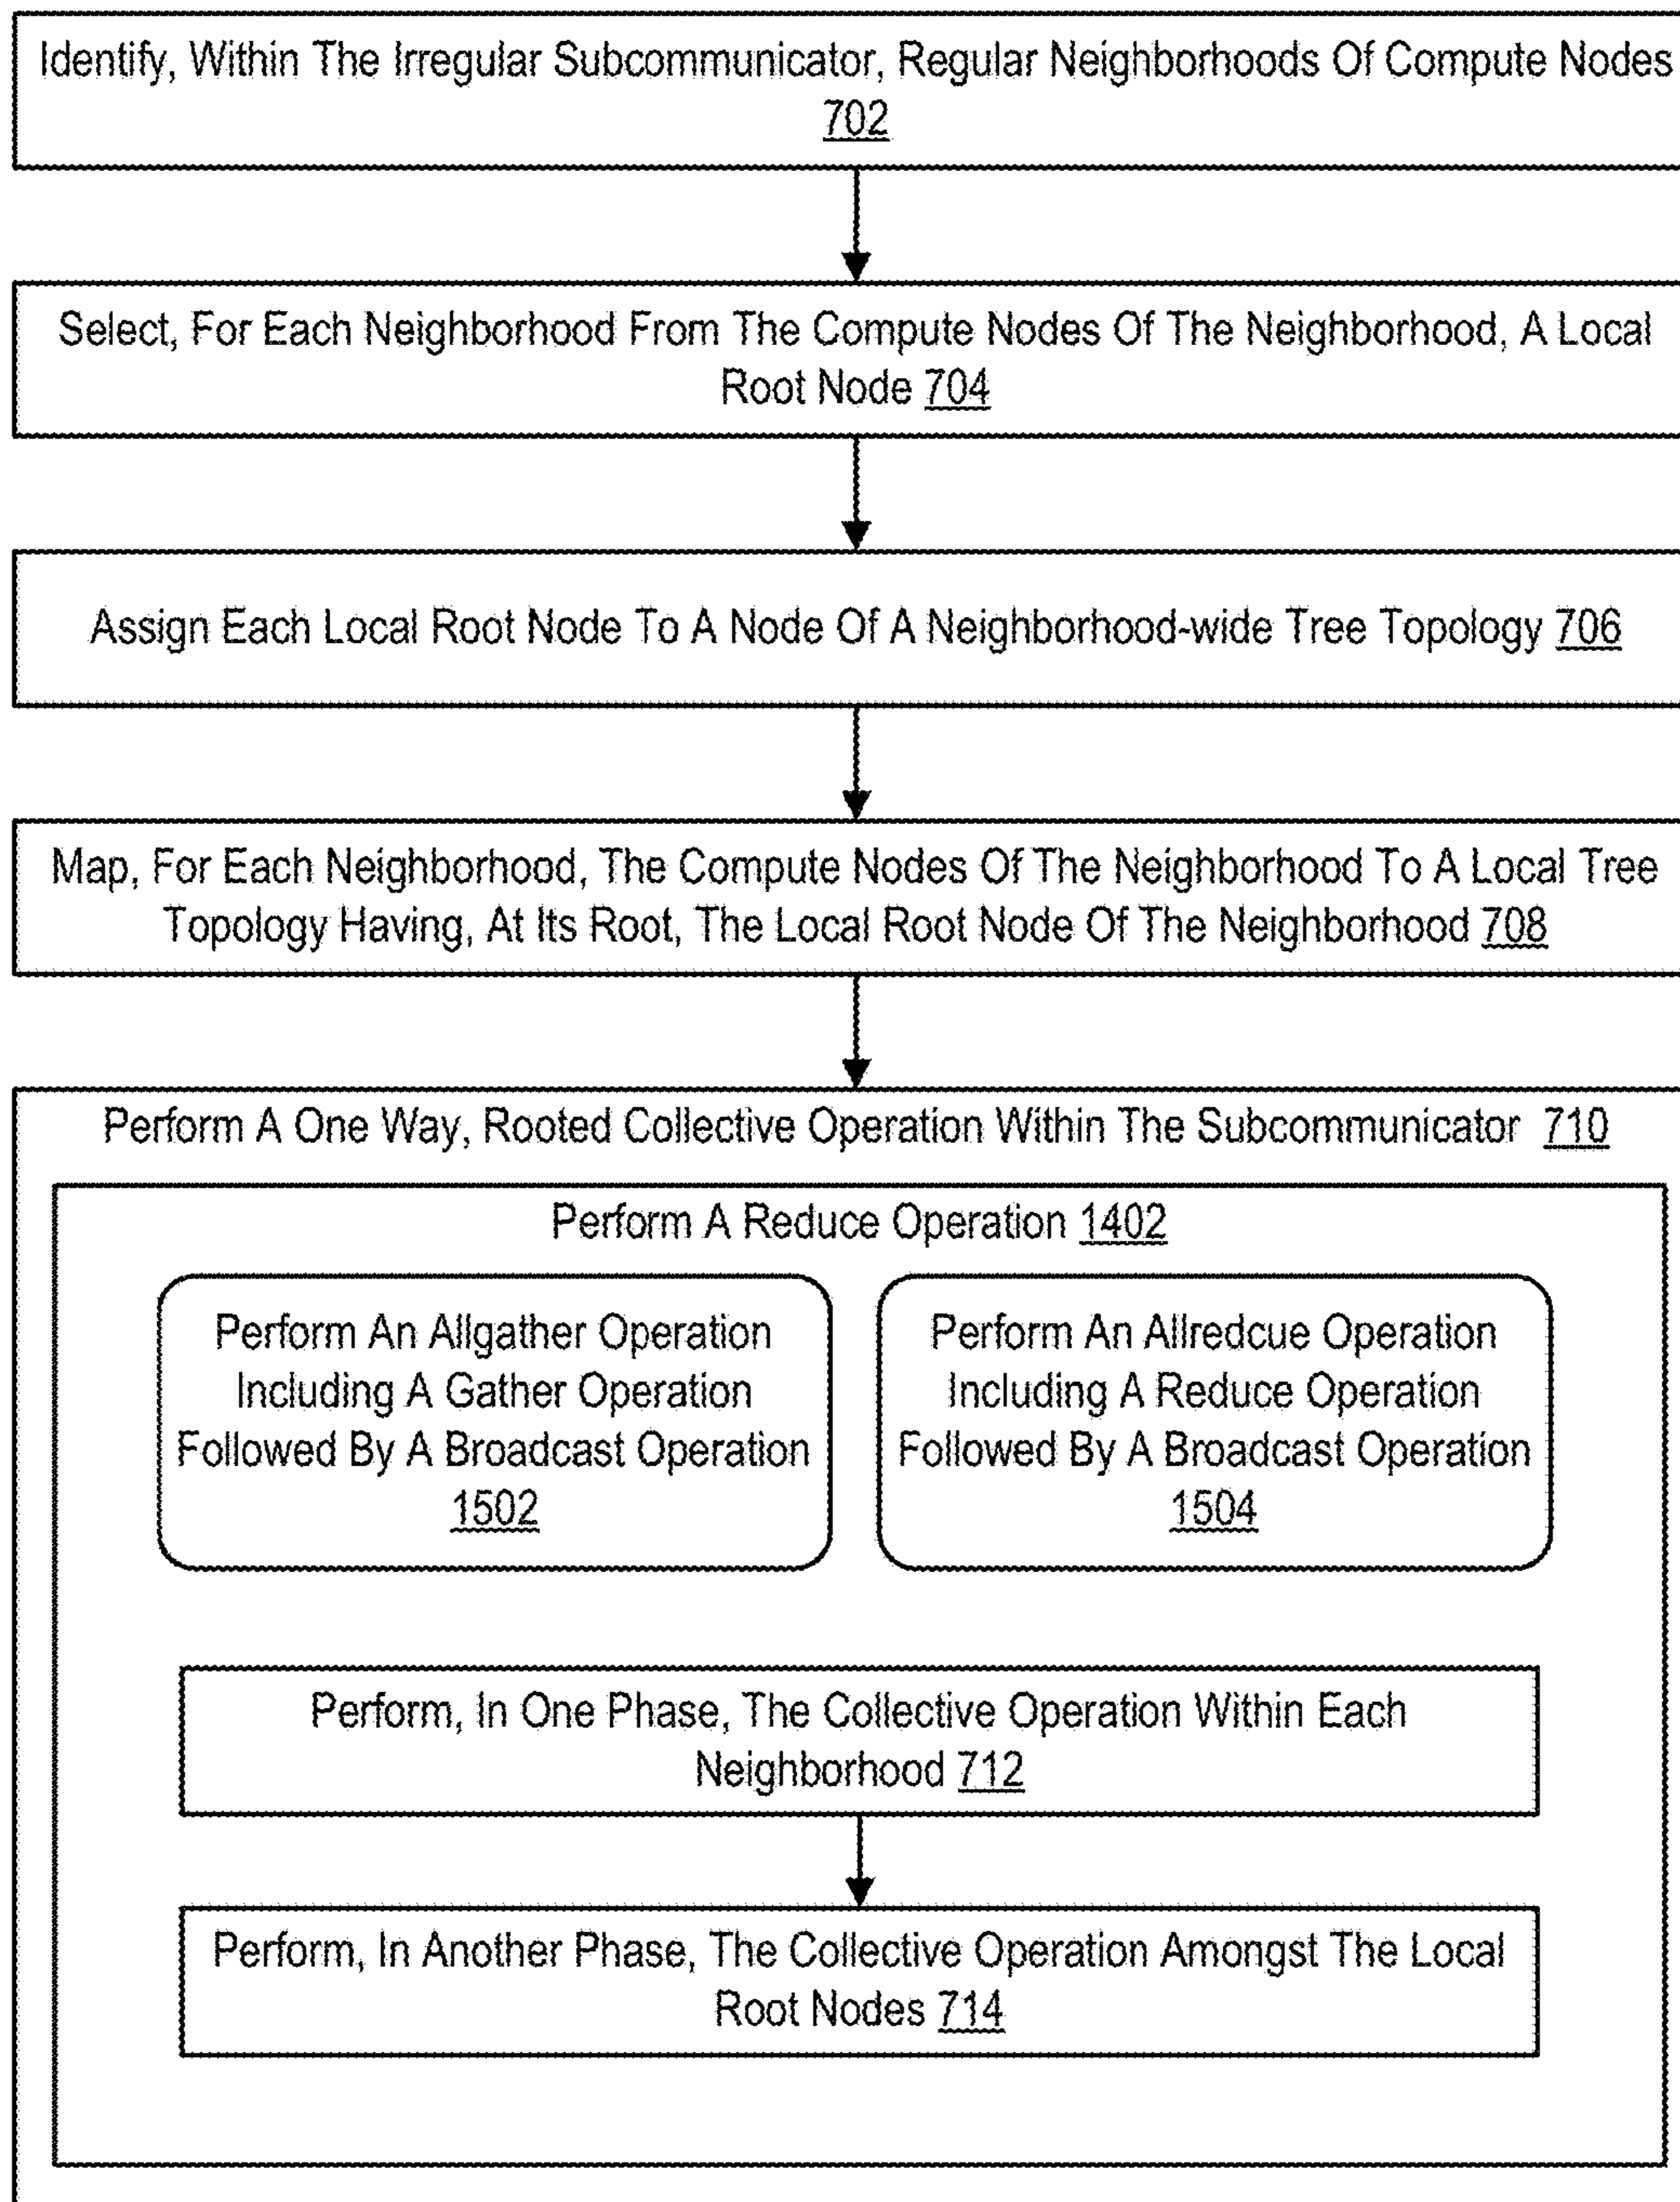 Identify, Within The Irregular Subcommunicator, Regular Neighborhoods Of Compute Nodes
702
Select, For Each Neighborhood From The Compute Nodes Of The Neighborhood, A Local
Root Node 704
Assign Each Local Root Node To A Node Of A Neighborhood-wide Tree Topology 706
Map, For Each Neighborhood, The Compute Nodes Of The Neighborhood To A Local Tree
Topology Having, At Its Root, The Local Root Node Of The Neighborhood 708
Perform A One Way, Rooted Collective Operation Within The Subcommunicator 710
Perform A Reduce Operation 1402
Perform An Allgather Operation
Including A Gather Operation
Followed By A Broadcast Operation
1502
Perform An Allredcue Operation
Including A Reduce Operation
Followed By A Broadcast Operation
1504
Perform, In One Phase, The Collective Operation Within Each
Neighborhood 712
Perform, In Another Phase, The Collective Operation Amongst The Local
Root Nodes 714